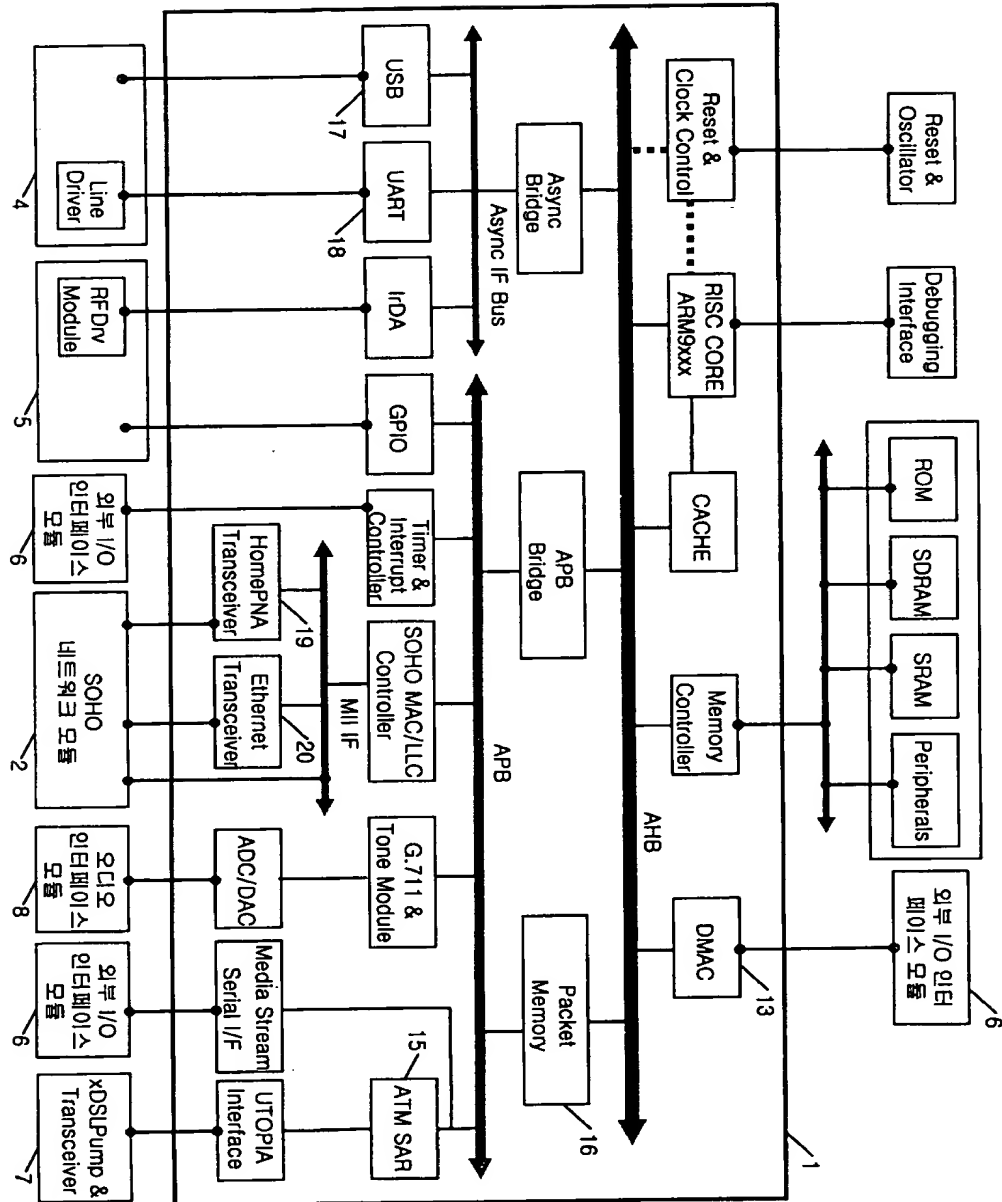 Reset &
Oscillator
Debugging
Interface
ROM
SDRAM
SRAM
Peripherals
외부 I/O 인터
페이스 모듈
6
Reset &
Clock Control
RISC CORE
ARM9xxx
CACHE
Memory
Controller
DMAC
13
1
AHB
Async
Bridge
APB
Bridge
Packet
Memory
16
Async IF Bus
APB
USB
17
UART
18
IrDA
GPIO
Timer &
Interrupt
Controller
SOHO MAC/LLC
Controller
G.711 &
Tone Module
ATM SAR
15
MII IF
HomePNA
Transceiver
19
Ethernet
Transceiver
20
ADC/DAC
Media Stream
Serial I/F
UTOPIA
Interface
Line
Driver
4
RFDrv
Module
5
외부 I/O
인터페이스
모듈
6
SOHO
네트워크 모듈
2
오디오
인터페이스
모듈
8
외부 I/O
인터페이스
모듈
6
xDSLPump &
Transceiver
7